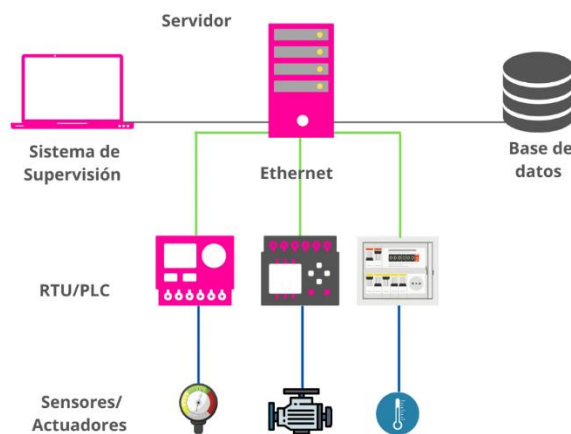 Servidor
Sistema de
Supervisión
Base de
datos
Ethernet
RTU/PLC
Sensores/
Actuadores